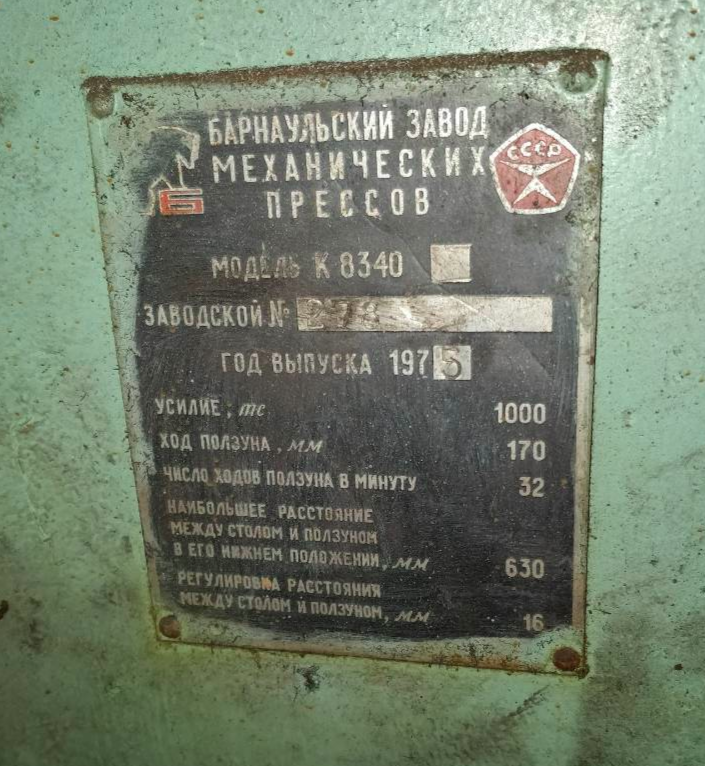 БАРНАУЛЬСКИЙ ЗАВОД
МЕХАНИЧЕСКИХ
ПРЕССОВ
Б
СССР
МОДЕЛЬ К 8340
ЗАВОДСКОЙ №
ГОД ВЫПУСКА 1975
УСИЛИЕ, тс 1000
ХОД ПОЛЗУНА, мм 170
ЧИСЛО ХОДОВ ПОЛЗУНА В МИНУТУ 32
НАИБОЛЬШЕЕ РАССТОЯНИЕ
МЕЖДУ СТОЛОМ И ПОЛЗУНОМ
В ЕГО НИЖНЕМ ПОЛОЖЕНИИ, мм 630
РЕГУЛИРОВКА РАССТОЯНИЯ
МЕЖДУ СТОЛОМ И ПОЛЗУНОМ, мм 16